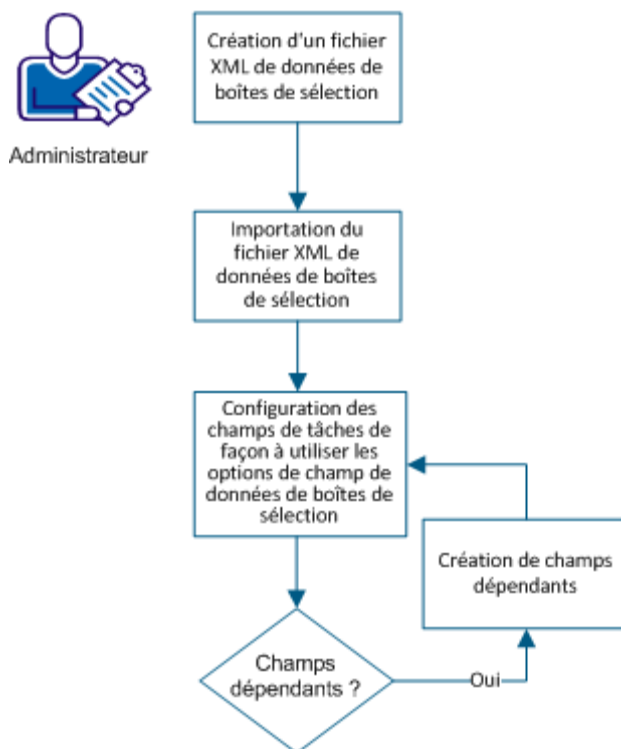 Création d'un fichier
XML de données de
boîtes de sélection
Administrateur
Importation du
fichier XML de
données de boîtes
de sélection
Configuration des
champs de tâches de
façon à utiliser les
options de champ de
données de boîtes de
sélection
Création de champs
dépendants
Champs
dépendants ?
Oui